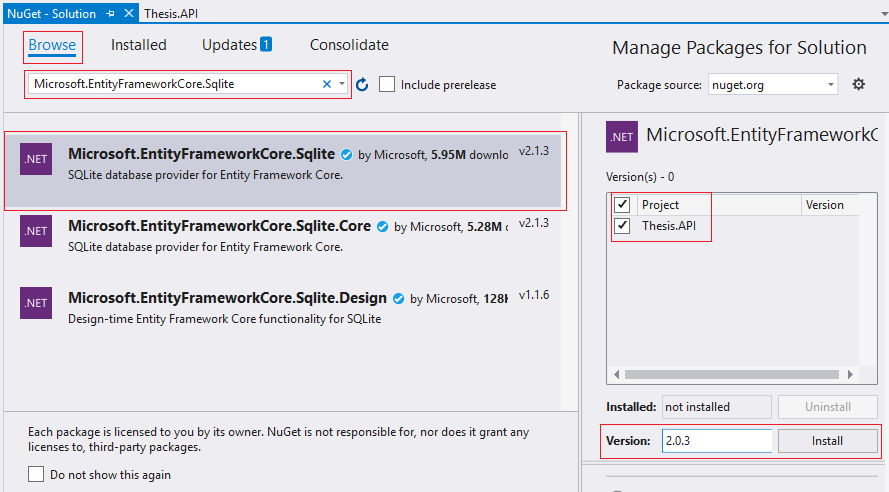 NuGet - Solution
Thesis.API
Browse
Installed
Updates 1
Consolidate
Manage Packages for Solution
Microsoft.EntityFrameworkCore.Sqlite
Include prerelease
Package source: nuget.org
.NET
Microsoft.EntityFrameworkCore.Sqlite by Microsoft, 5.95M downlo v2.1.3
SQLite database provider for Entity Framework Core.
.NET
Microsoft.EntityFrameworkCore.Sqlite.Core by Microsoft, 5.28M v2.1.3
SQLite database provider for Entity Framework Core.
.NET
Microsoft.EntityFrameworkCore.Sqlite.Design by Microsoft, 128K v1.1.6
Design-time Entity Framework Core functionality for SQLite
Each package is licensed to you by its owner. NuGet is not responsible for, nor does it grant any
licenses to, third-party packages.
Do not show this again
.NET
Microsoft.EntityFrameworkC
Version(s) - 0
Project Version
Thesis.API
Installed: not installed Uninstall
Version: 2.0.3 Install